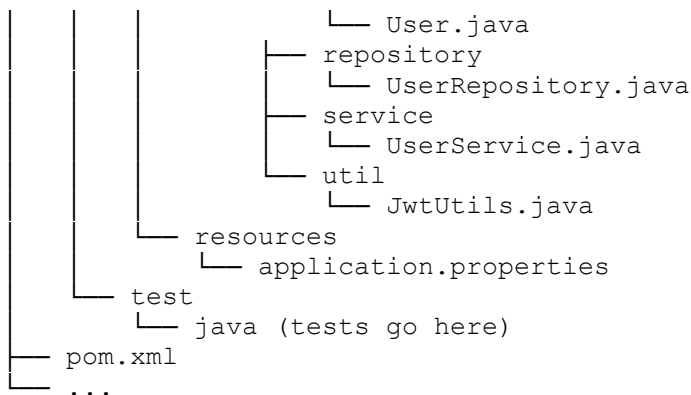 │   │   │           └── User.java
│   │   │       ├── repository
│   │   │       │   └── UserRepository.java
│   │   │       ├── service
│   │   │       │   └── UserService.java
│   │   │       └── util
│   │   │           └── JwtUtils.java
│   │   └── resources
│   │       └── application.properties
│   └── test
│       └── java (tests go here)
├── pom.xml
└── ...